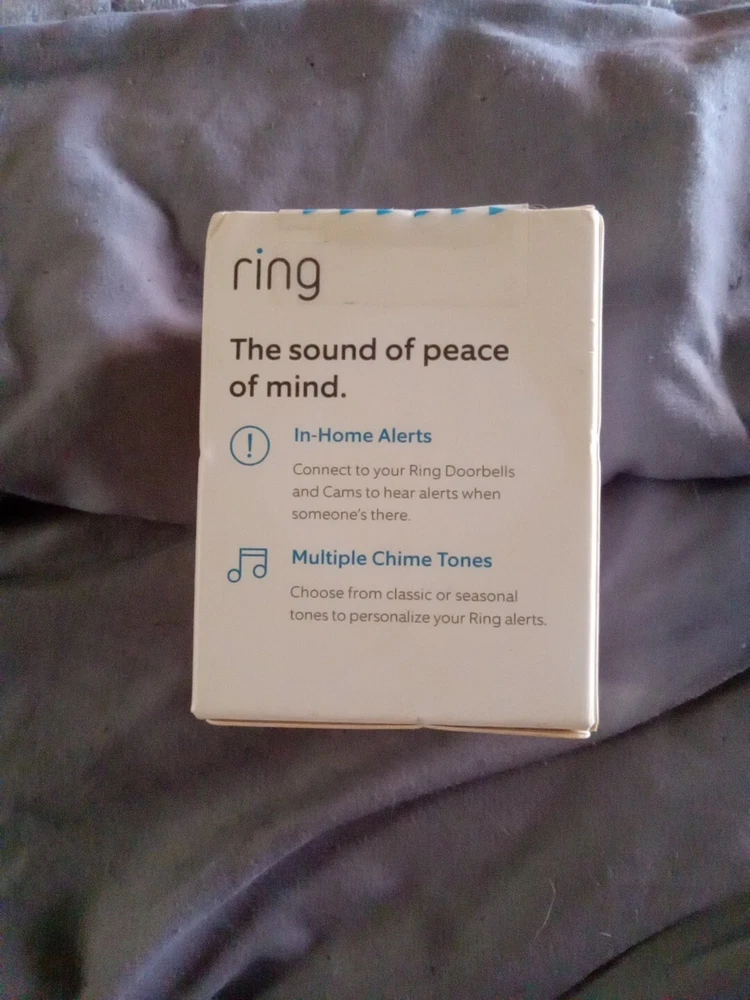 ring
The sound of peace
of mind.
In-Home Alerts
Connect to your Ring Doorbells
and Cams to hear alerts when
someone's there.
Multiple Chime Tones
Choose from classic or seasonal
tones to personalize your Ring alerts.